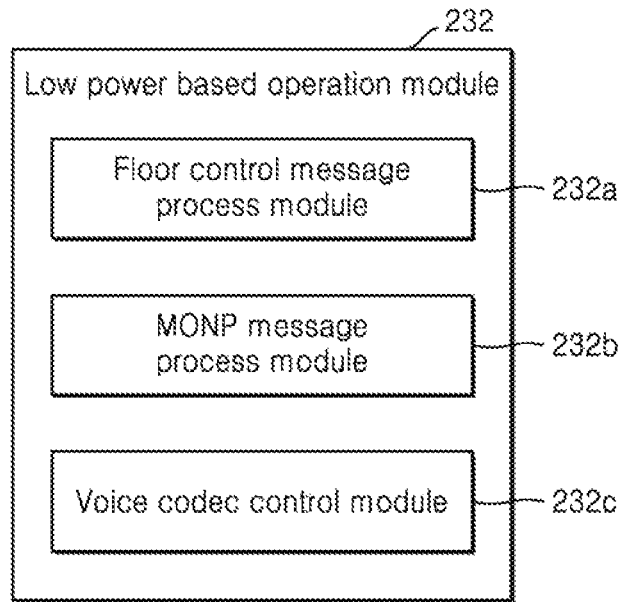 232
Low power based operation module
Floor control message
process module
232a
MONP message
process module
232b
Voice codec control module
232c